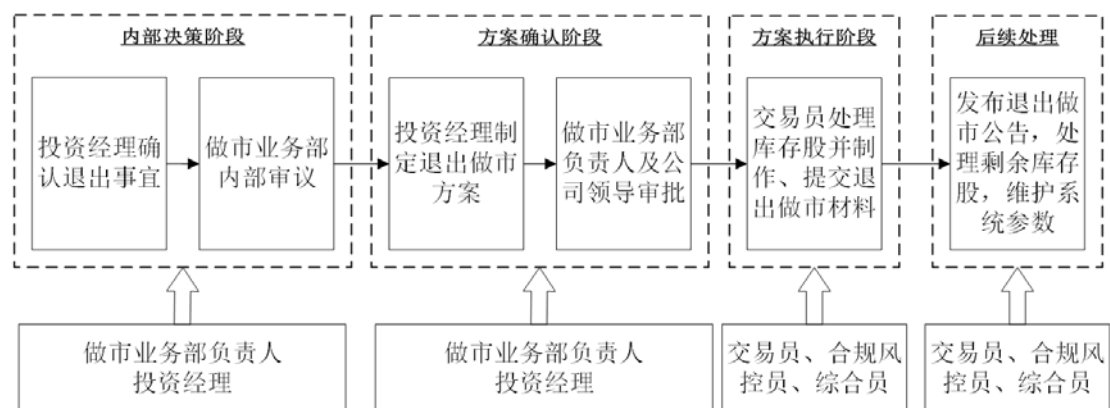 内部决策阶段
投资经理确
认退出事宜
做市业务部
内部审议
方案确认阶段
投资经理制
定退出做市
方案
做市业务部
负责人及公
司领导审批
方案执行阶段
交易员处理
库存股并制
作、提交退
出做市材料
后续处理
发布退出做
市公告，处
理剩余库存
股，维护系
统参数
做市业务部负责人
投资经理
做市业务部负责人
投资经理
交易员、合规风
控员、综合员
交易员、合规风
控员、综合员